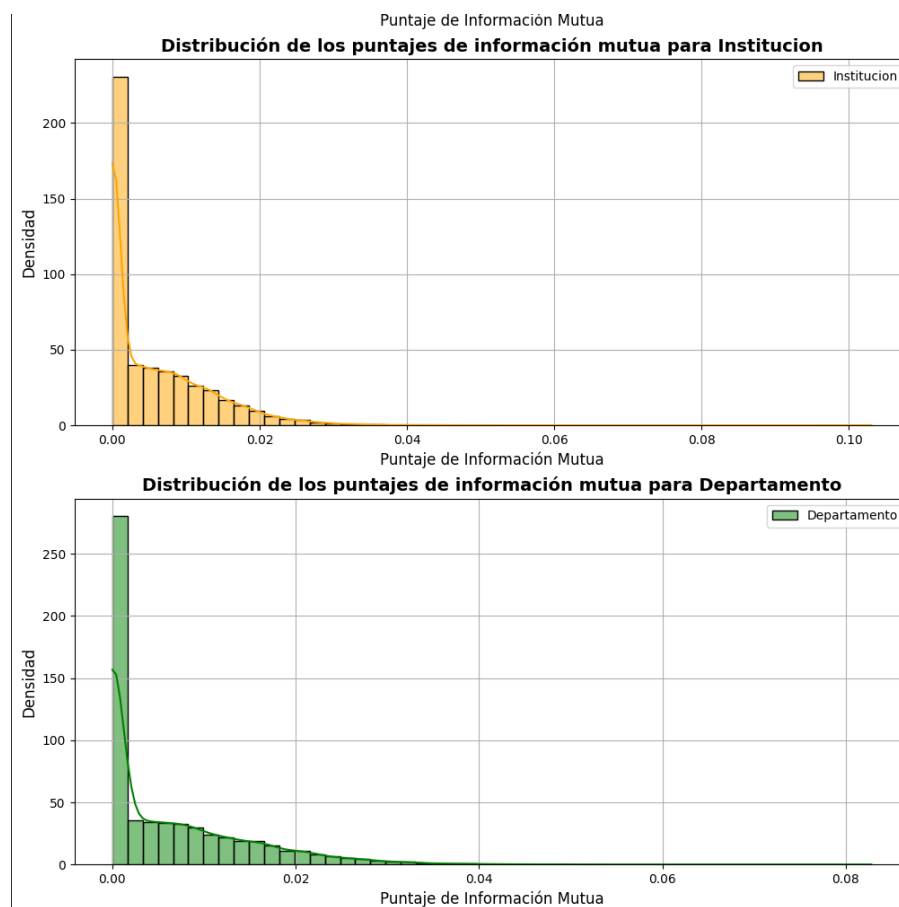 Puntaje de Información Mutua
Distribución de los puntajes de información mutua para Institucion
Institucion
Densidad
200
150
100
50
0
0.00 0.02 0.04 0.06 0.08 0.10
Puntaje de Información Mutua
Distribución de los puntajes de información mutua para Departamento
Departamento
Densidad
250
200
150
100
50
0
0.00 0.02 0.04 0.06 0.08
Puntaje de Información Mutua